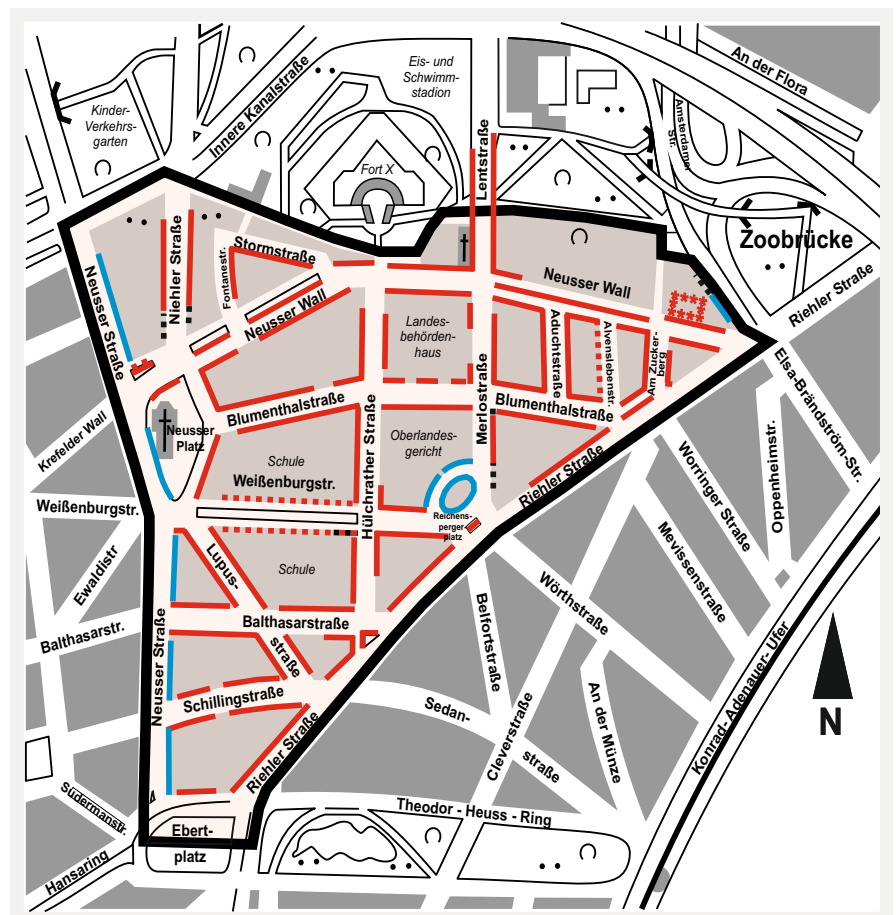 An der Flora
Eis- und
Schwimm-
stadion
Innere Kanalstraße
Kinder-
Verkehrs-
garten
Amsterdamer
Str.
Fort X
Lentstraße
Zoobrücke
Niehler Straße
Stormstraße
Fontanestr.
Neusser Wall
Riehler Straße
Neusser Straße
Neusser Wall
Landes-
behörden-
haus
Aduchtstraße
Alvenslebenstr.
Am Zucker-
berg
Elsa-Brändström-Str.
Merlostraße
Blumenthalstraße
Blumenthalstraße
Krefelder Wall
Neusser
Platz
Hülchrather Straße
Oberlandes-
gericht
Schule
Weißenburgstr.
Riehler Straße
Worringer Straße
Oppenheimstr.
Weißenburgstr.
Reichens-
perger-
platz
Mevissenstraße
Ewaldistr
Lupus-
straße
Schule
Wörthstraße
Belfortstraße
Balthasarstr.
Balthasarstraße
Neusser Straße
Schillingstraße
Sedan-
straße
An der Münze
Cleverstraße
Konrad- Adenauer- Ufer
N
Riehler Straße
Südermanstr.
Theodor - Heuss - Ring
Ebert-
platz
Hansaring